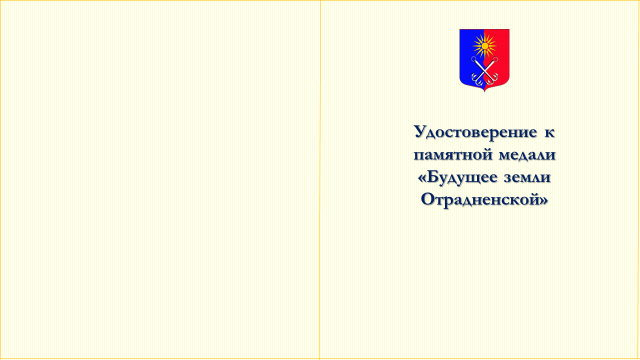 Удостоверение к
памятной медали
«Будущее земли
Отрадненской»